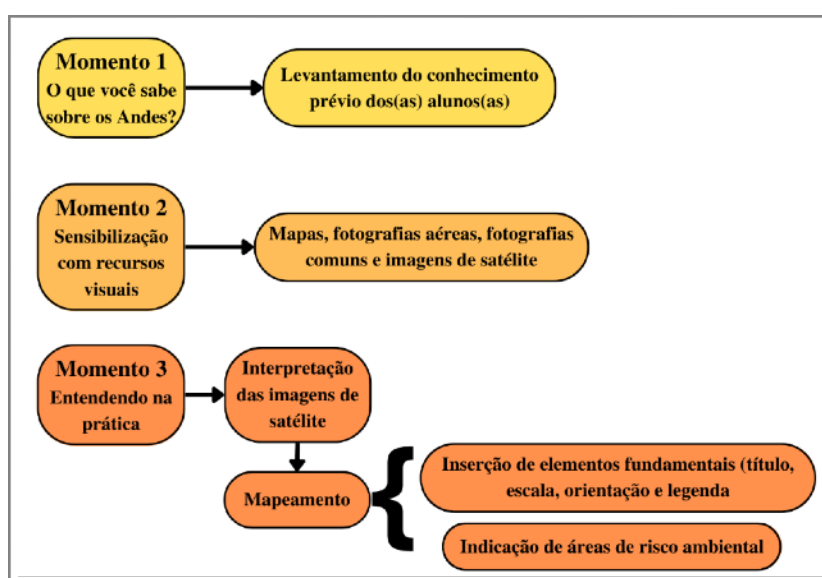 Momento 1
O que você sabe
sobre os Andes?
Levantamento do conhecimento
prévio dos(as) alunos(as)
Momento 2
Sensibilização
com recursos
visuais
Mapas, fotografias aéreas, fotografias
comuns e imagens de satélite
Momento 3
Entendendo na
prática
Interpretação
das imagens de
satélite
Mapeamento
Inserção de elementos fundamentais (título,
escala, orientação e legenda
Indicação de áreas de risco ambiental